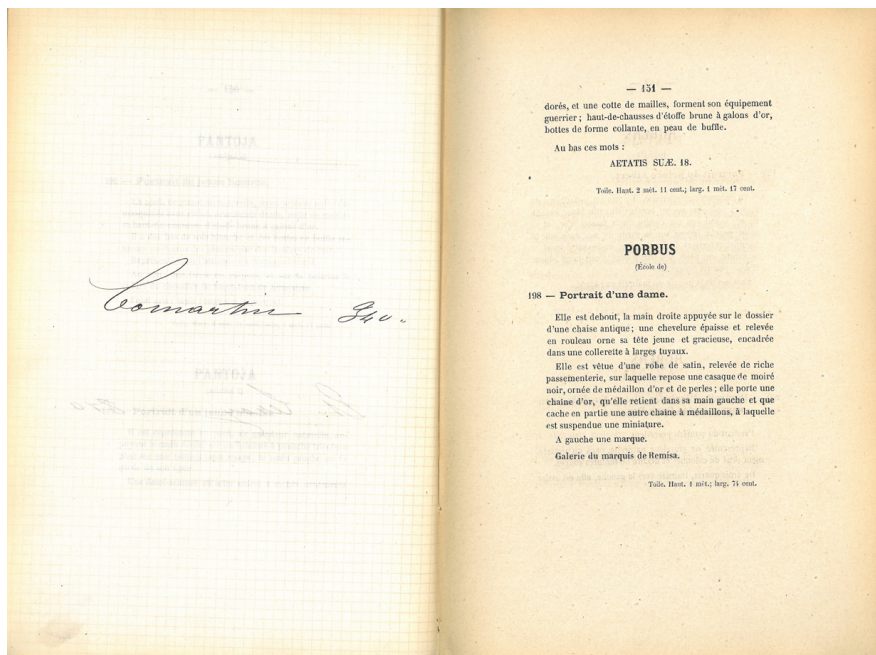 Comartin 940.
— 151 —
dorés, et une cotte de mailles, forment son équipement
guerrier ; haut-de-chausses d'étoffe brune à galons d'or,
bottes de forme collante, en peau de buffle.
Au bas ces mots :
AETATIS SUÆ. 18.
Toile. Haut. 2 mèt. 11 cent.; larg. 1 mèt. 17 cent.
PORBUS
(École de)
198 — Portrait d'une dame.
Elle est debout, la main droite appuyée sur le dossier
d'une chaise antique ; une chevelure épaisse et relevée
en rouleau orne sa tête jeune et gracieuse, encadrée
dans une collerette à larges tuyaux.
Elle est vêtue d'une robe de satin, relevée de riche
passementerie, sur laquelle repose une casaque de moiré
noir, ornée de médaillon d'or et de perles ; elle porte une
chaîne d'or, qu'elle retient dans sa main gauche et que
cache en partie une autre chaîne à médaillons, à laquelle
est suspendue une miniature.
A gauche une marque.
Galerie du marquis de Remisa.
Toile. Haut. 1 mèt.; larg. 74 cent.